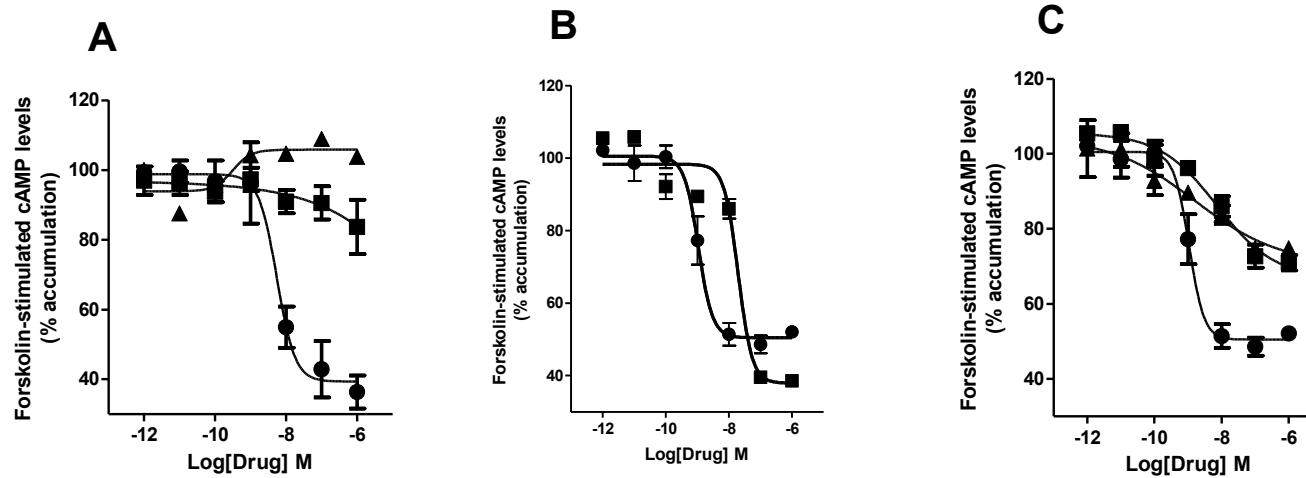 A
Forskolin-stimulated cAMP levels
(% accumulation)
120
100
80
60
40
-12
-10
-8
-6
Log[Drug] M
B
Forskolin-stimulated cAMP levels
(% accumulation)
120
100
80
60
40
-12
-10
-8
-6
Log[Drug] M
C
Forskolin-stimulated cAMP levels
(% accumulation)
120
100
80
60
40
-12
-10
-8
-6
Log[Drug] M